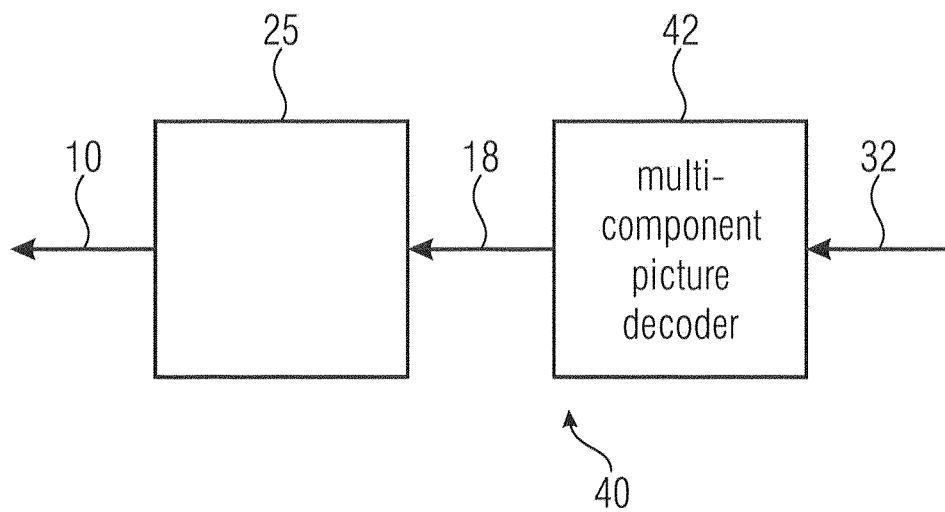 25
42
10
18
32
multi-
component
picture
decoder
40